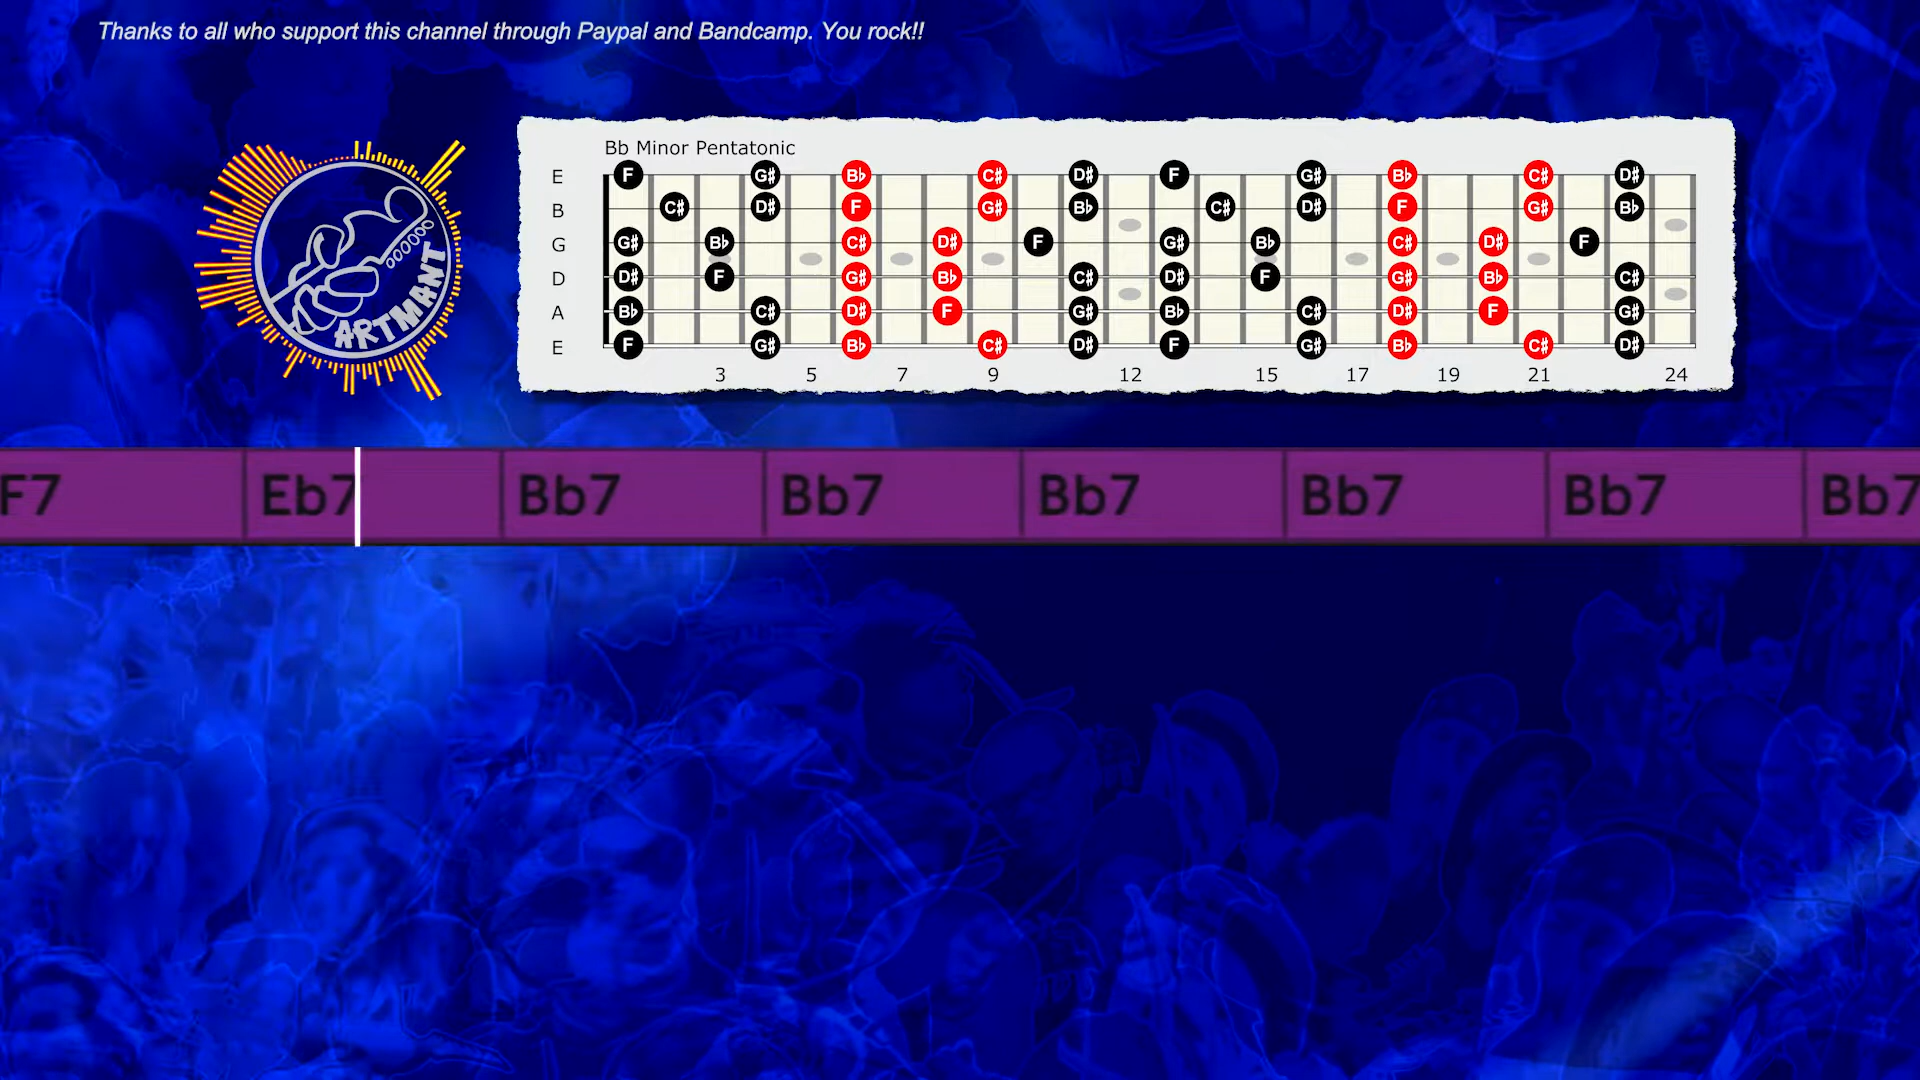 Thanks to all who support this channel through Paypal and Bandcamp. You rock!!
ARTMANT
Bb Minor Pentatonic
E F G# B♭ C# D# F G# B♭ C# D#
B C# D# F G# B♭ C# D# F G# B♭
G G# B♭ C# D# F G# B♭ C# D# F
D D# F G# B♭ C# D# F G# B♭ C#
A B♭ C# D# F G# B♭ C# D# F G#
E F G# B♭ C# D# F G# B♭ C# D#
3 5 7 9 12 15 17 19 21 24
F7 Eb7 Bb7 Bb7 Bb7 Bb7 Bb7 Bb7